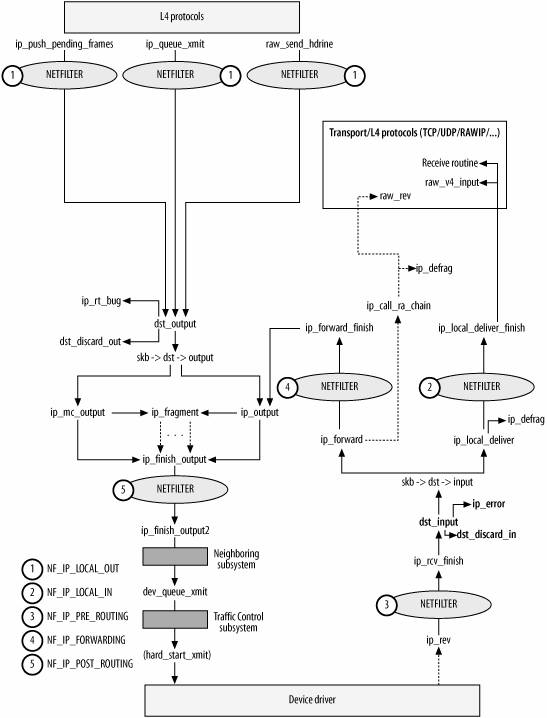 L4 protocols
ip_push_pending_frames
ip_queue_xmit
raw_send_hdrine
1
NETFILTER
NETFILTER
1
NETFILTER
1
Transport/L4 protocols (TCP/UDP/RAWIP/...)
Receive routine
raw_v4_input
raw_rev
ip_defrag
ip_call_ra_chain
ip_rt_bug
dst_output
dst_discard_out
skb -> dst -> output
ip_forward_finish
ip_local_deliver_finish
4
NETFILTER
2
NETFILTER
ip_mc_output
ip_fragment
ip_output
ip_defrag
. . .
ip_forward
ip_local_deliver
ip_finish_output
skb -> dst -> input
5
NETFILTER
ip_error
dst_input
dst_discard_in
ip_finish_output2
Neighboring
subsystem
ip_rcv_finish
dev_queue_xmit
3
NETFILTER
Traffic Control
subsystem
ip_rev
(hard_start_xmit)
1 NF_IP_LOCAL_OUT
2 NF_IP_LOCAL_IN
3 NF_IP_PRE_ROUTING
4 NF_IP_FORWARDING
5 NF_IP_POST_ROUTING
Device driver